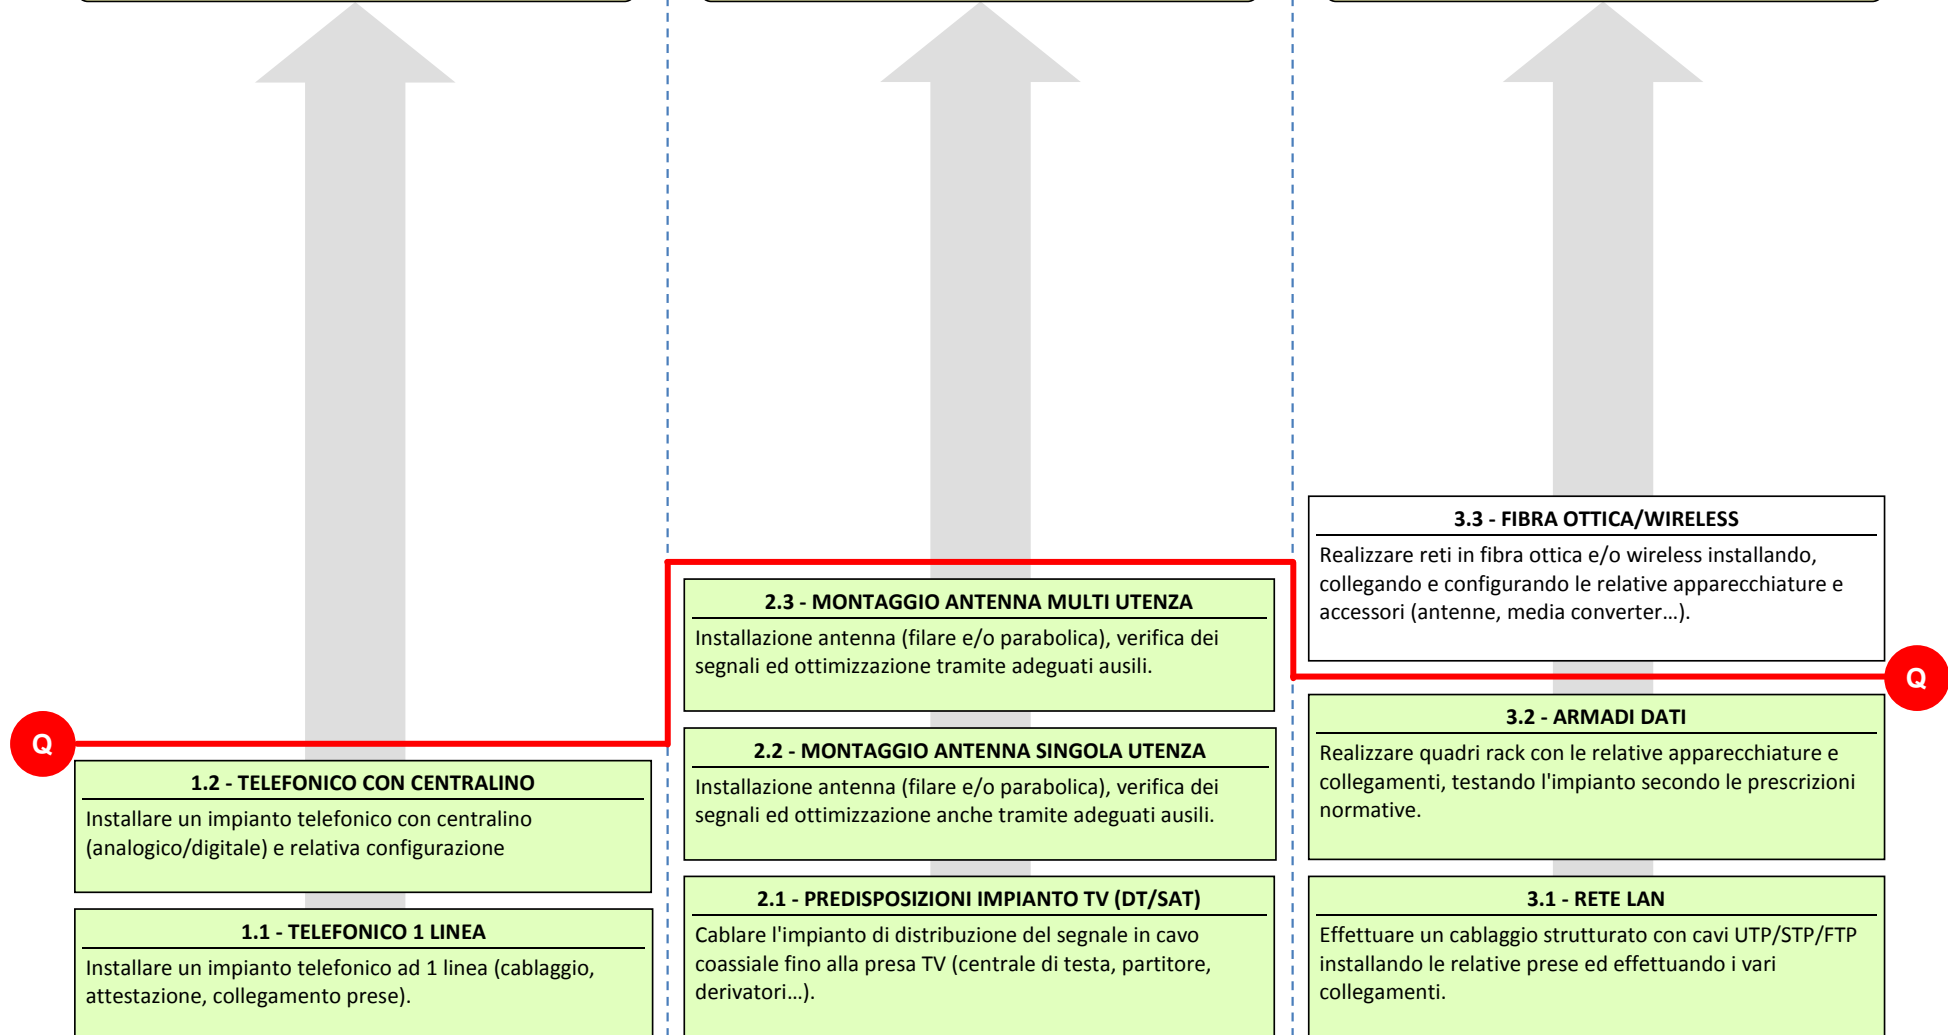 Q
1.2 - TELEFONICO CON CENTRALINO
Installare un impianto telefonico con centralino
(analogico/digitale) e relativa configurazione
1.1 - TELEFONICO 1 LINEA
Installare un impianto telefonico ad 1 linea (cablaggio,
attestazione, collegamento prese).
2.3 - MONTAGGIO ANTENNA MULTI UTENZA
Installazione antenna (filare e/o parabolica), verifica dei
segnali ed ottimizzazione tramite adeguati ausili.
2.2 - MONTAGGIO ANTENNA SINGOLA UTENZA
Installazione antenna (filare e/o parabolica), verifica dei
segnali ed ottimizzazione anche tramite adeguati ausili.
2.1 - PREDISPOSIZIONI IMPIANTO TV (DT/SAT)
Cablare l'impianto di distribuzione del segnale in cavo
coassiale fino alla presa TV (centrale di testa, partitore,
derivatori…).
3.3 - FIBRA OTTICA/WIRELESS
Realizzare reti in fibra ottica e/o wireless installando,
collegando e configurando le relative apparecchiature e
accessori (antenne, media converter…).
Q
3.2 - ARMADI DATI
Realizzare quadri rack con le relative apparecchiature e
collegamenti, testando l'impianto secondo le prescrizioni
normative.
3.1 - RETE LAN
Effettuare un cablaggio strutturato con cavi UTP/STP/FTP
installando le relative prese ed effettuando i vari
collegamenti.